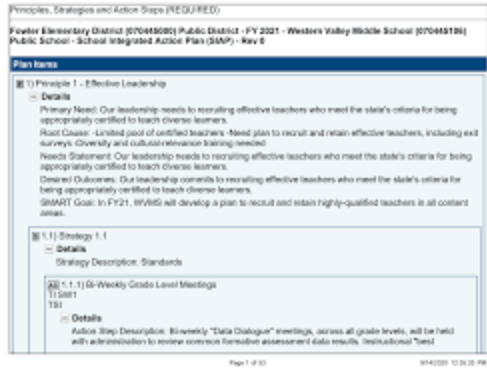 Principles, Strategies and Action Steps (REQUIRED)
Fowler Elementary District (070445000) Public District - FY 2021 - Western Valley Middle School (070445106)
Public School - School Integrated Action Plan (SIAP) - Rev 0
Plan Items
1) Principle 1 - Effective Leadership
Details
Primary Need: Our leadership needs to recruiting effective teachers who meet the state's criteria for being
appropriately certified to teach diverse learners.
Root Cause: -Limited pool of certified teachers -Need plan to recruit and retain effective teachers, including exit
surveys -Diversity and cultural-relevance training needed
Needs Statement: Our leadership needs to recruiting effective teachers who meet the state's criteria for being
appropriately certified to teach diverse learners.
Desired Outcomes: Our leadership commits to recruiting effective teachers who meet the state's criteria for
being appropriately certified to teach diverse learners.
SMART Goal: In FY21, WVMS will develop a plan to recruit and retain highly-qualified teachers in all content
areas.
1.1) Strategy 1.1
Details
Strategy Description: Standards
AS 1.1.1) Bi-Weekly Grade Level Meetings
TSI
Details
Action Step Description: Bi-weekly "Data Dialogue" meetings, across all grade levels, will be held
with administration to review common formative assessment data results. Instructional "best
Page 1 of 53